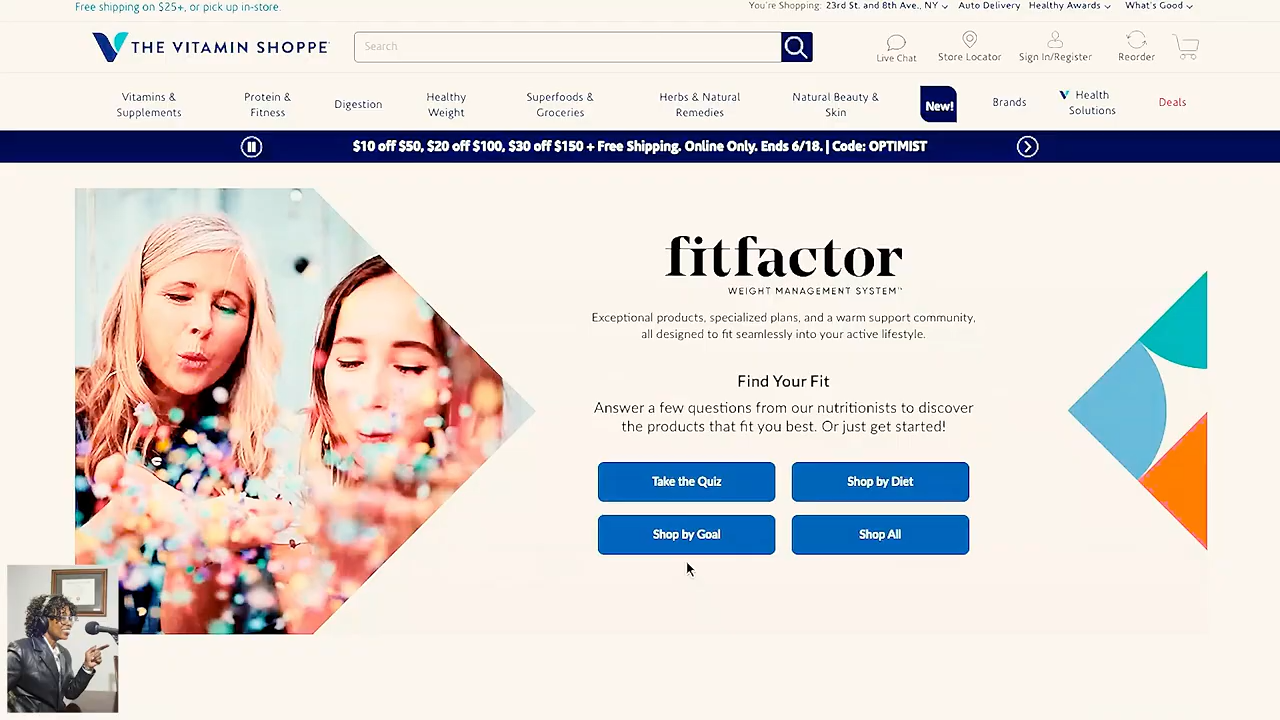 Free shipping on $25+, or pick up in-store.
You're Shopping: 23rd St. and 8th Ave., NY Auto Delivery Healthy Awards What's Good
THE VITAMIN SHOPPE
Search
Live Chat
Store Locator
Sign In/Register
Reorder
Vitamins &
Supplements
Protein &
Fitness
Digestion
Healthy
Weight
Superfoods &
Groceries
Herbs & Natural
Remedies
Natural Beauty &
Skin
New!
Brands
Health
Solutions
Deals
$10 off $50, $20 off $100, $30 off $150 + Free Shipping. Online Only. Ends 6/18. | Code: OPTIMIST
fitfactor
WEIGHT MANAGEMENT SYSTEM™
Exceptional products, specialized plans, and a warm support community,
all designed to fit seamlessly into your active lifestyle.
Find Your Fit
Answer a few questions from our nutritionists to discover
the products that fit you best. Or just get started!
Take the Quiz
Shop by Diet
Shop by Goal
Shop All